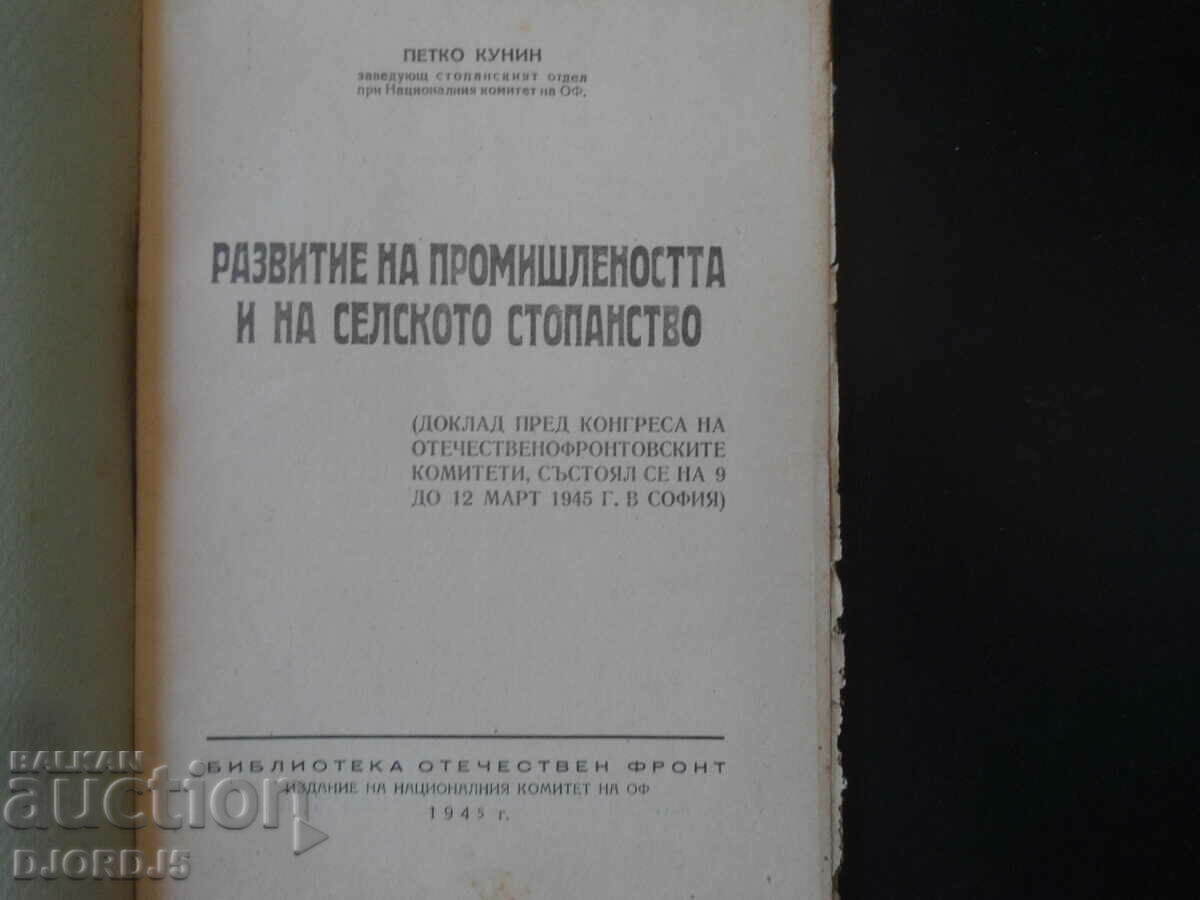 ПЕТКО КУНИН
заведующ стопанският отдел
при Националния комитет на ОФ.
РАЗВИТИЕ НА ПРОМИШЛЕНОСТТА
И НА СЕЛСКОТО СТОПАНСТВО
(ДОКЛАД ПРЕД КОНГРЕСА НА
ОТЕЧЕСТВЕНОФРОНТОВСКИТЕ
КОМИТЕТИ, СЪСТОЯЛ СЕ НА 9
ДО 12 МАРТ 1945 Г. В СОФИЯ)
БИБЛИОТЕКА ОТЕЧЕСТВЕН ФРОНТ
ИЗДАНИЕ НА НАЦИОНАЛНИЯ КОМИТЕТ НА ОФ
1945 г.
BALKAN
auction
DJORDJ5